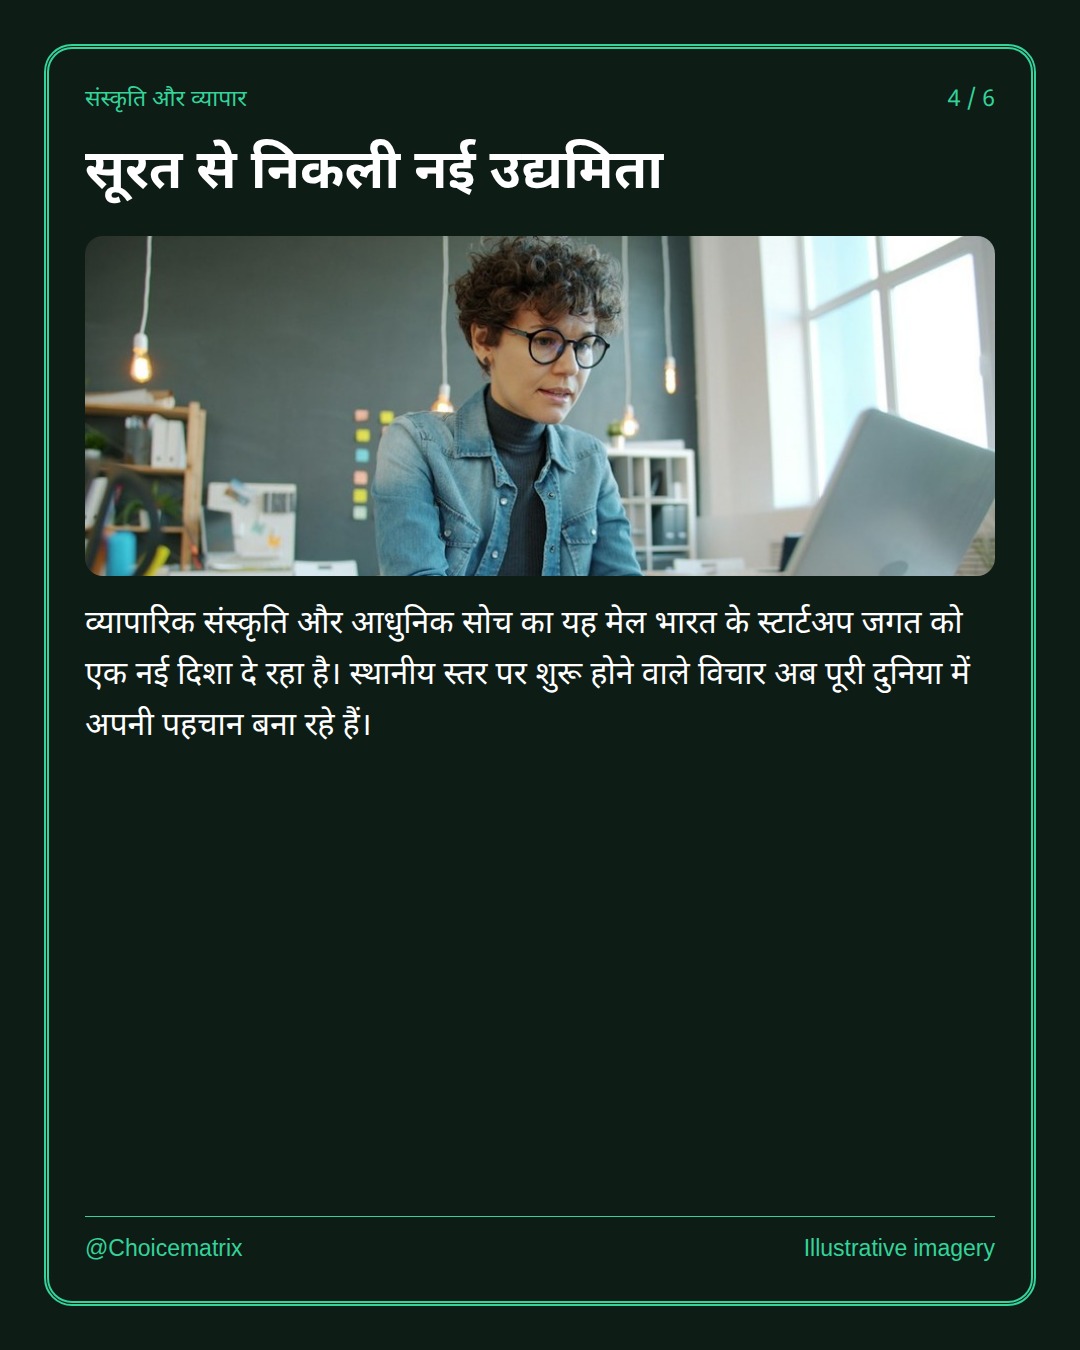 संस्कृति और व्यापार
4 / 6
सूरत से निकली नई उद्यमिता
व्यापारिक संस्कृति और आधुनिक सोच का यह मेल भारत के स्टार्टअप जगत को
एक नई दिशा दे रहा है। स्थानीय स्तर पर शुरू होने वाले विचार अब पूरी दुनिया में
अपनी पहचान बना रहे हैं।
@Choicematrix
Illustrative imagery